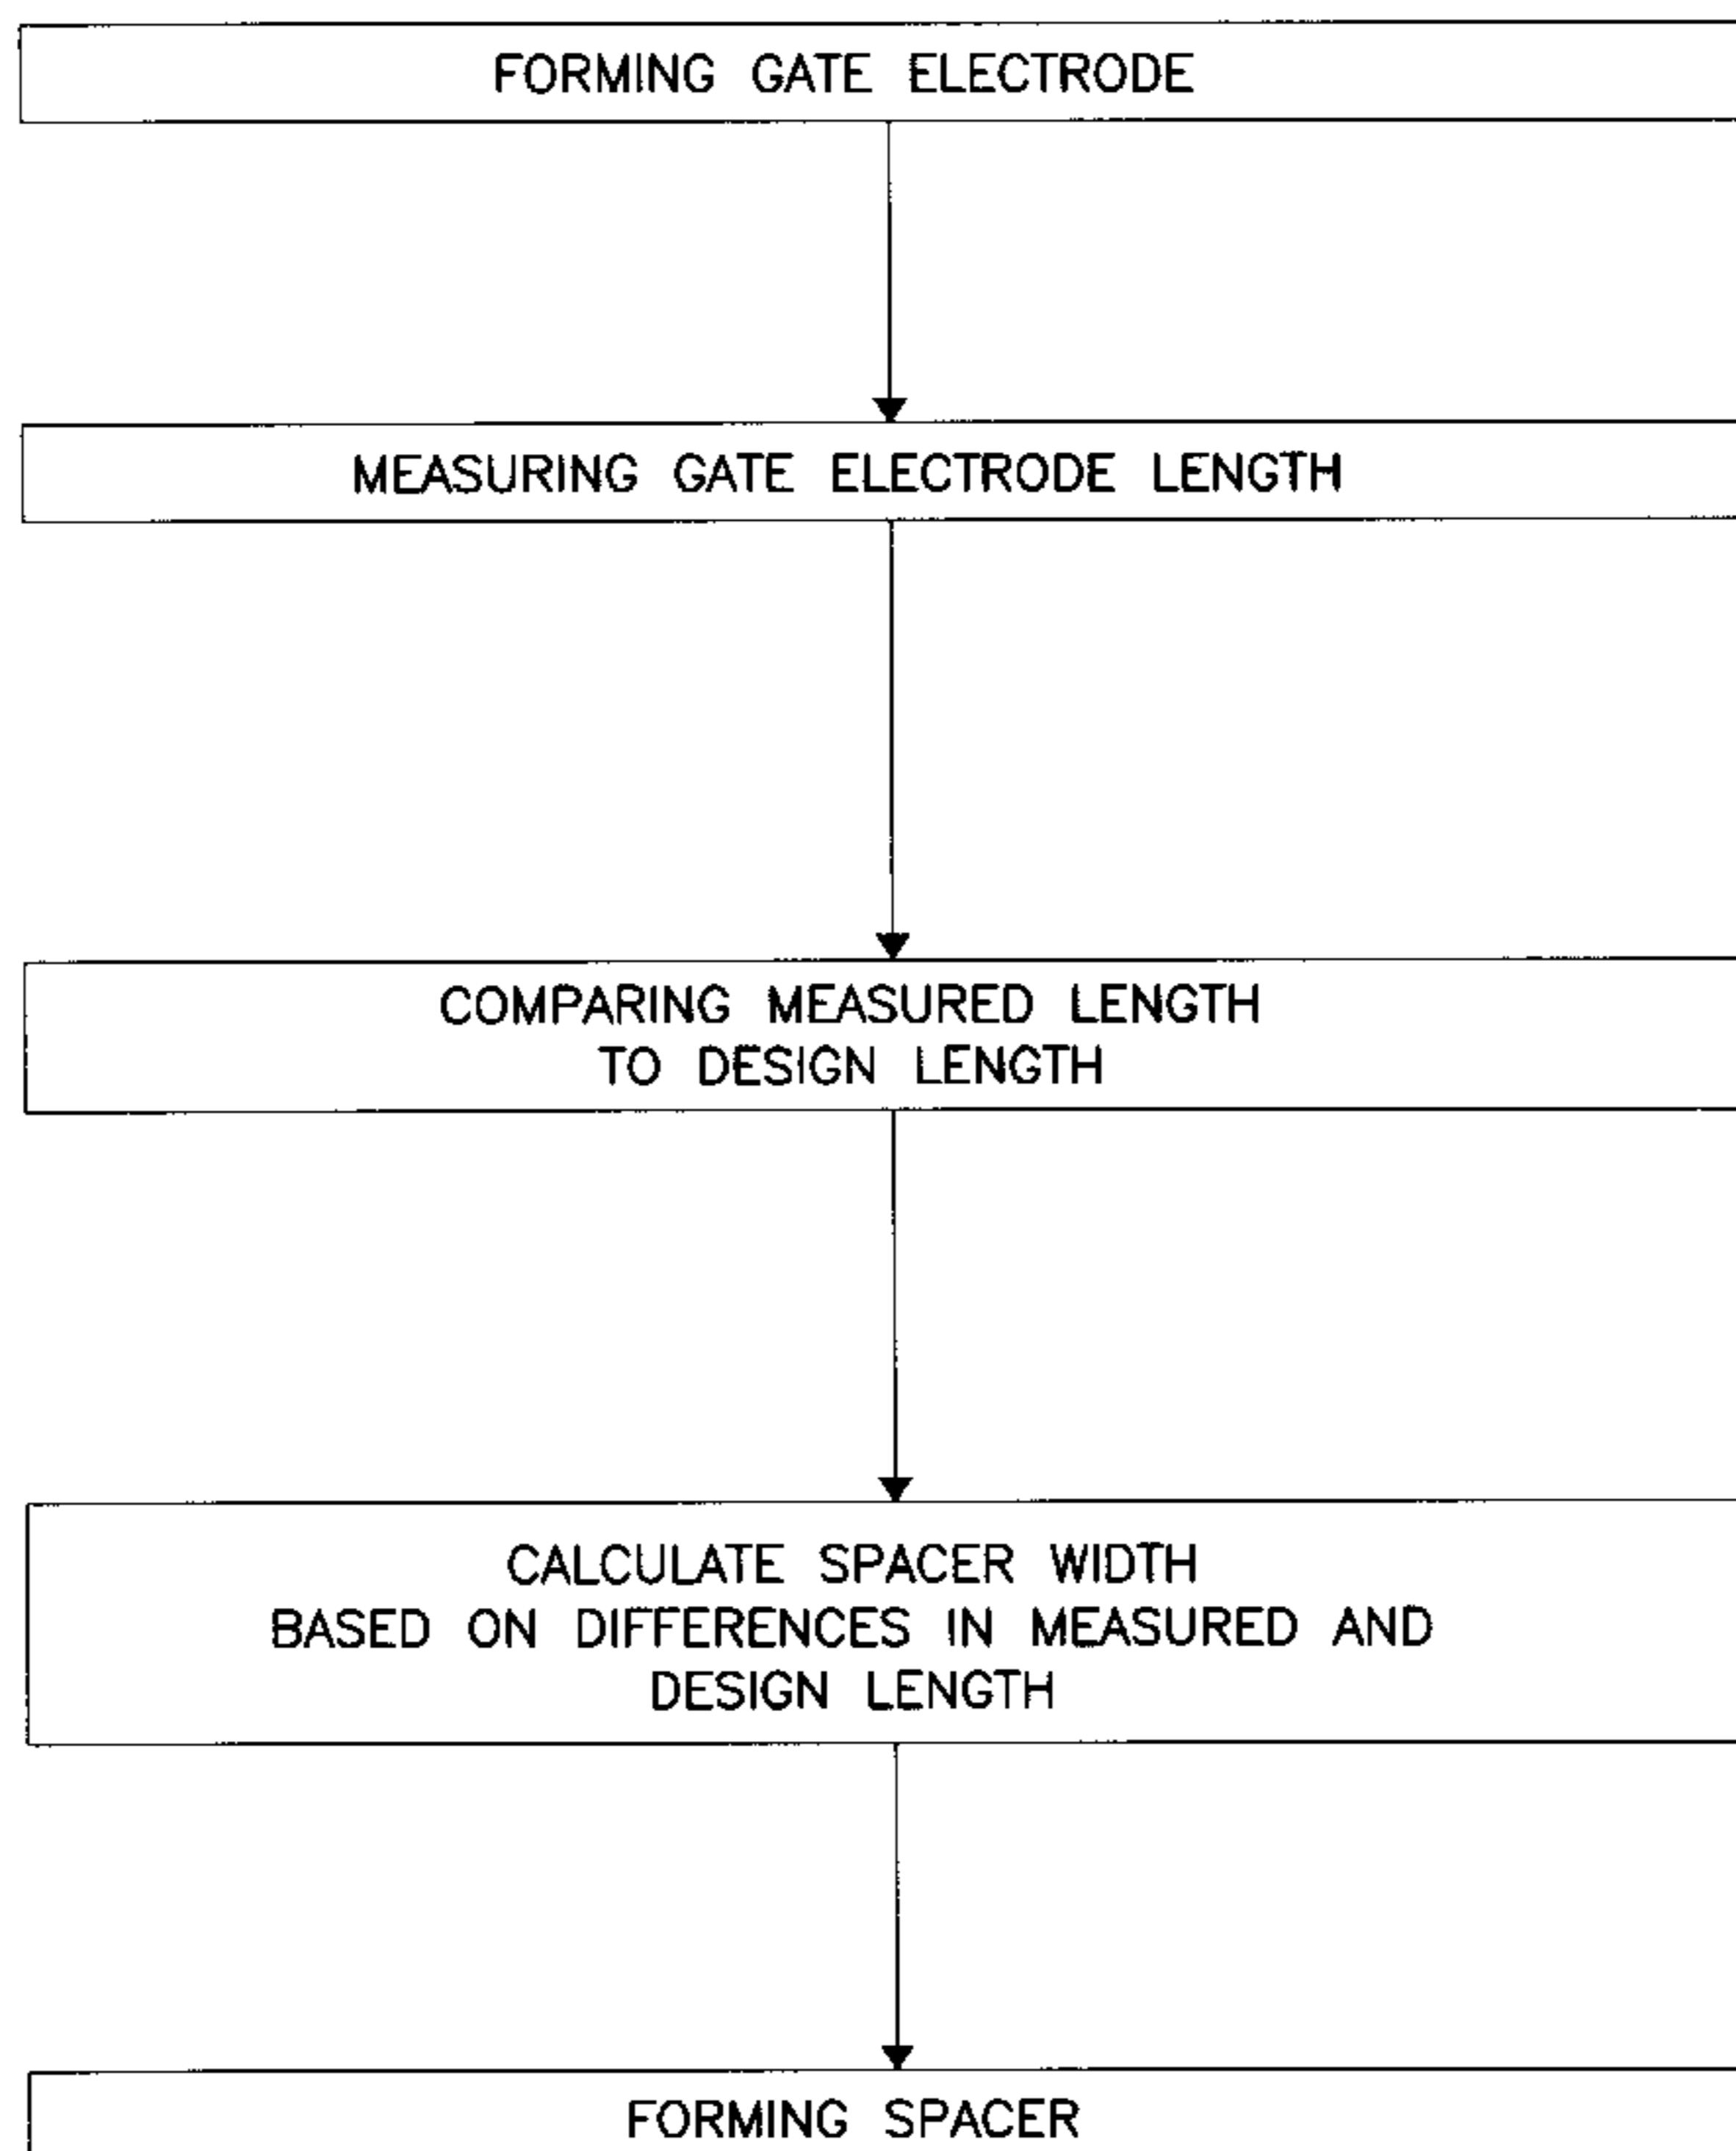 FORMING GATE ELECTRODE
MEASURING GATE ELECTRODE LENGTH
COMPARING MEASURED LENGTH
TO DESIGN LENGTH
CALCULATE SPACER WIDTH
BASED ON DIFFERENCES IN MEASURED AND
DESIGN LENGTH
FORMING SPACER